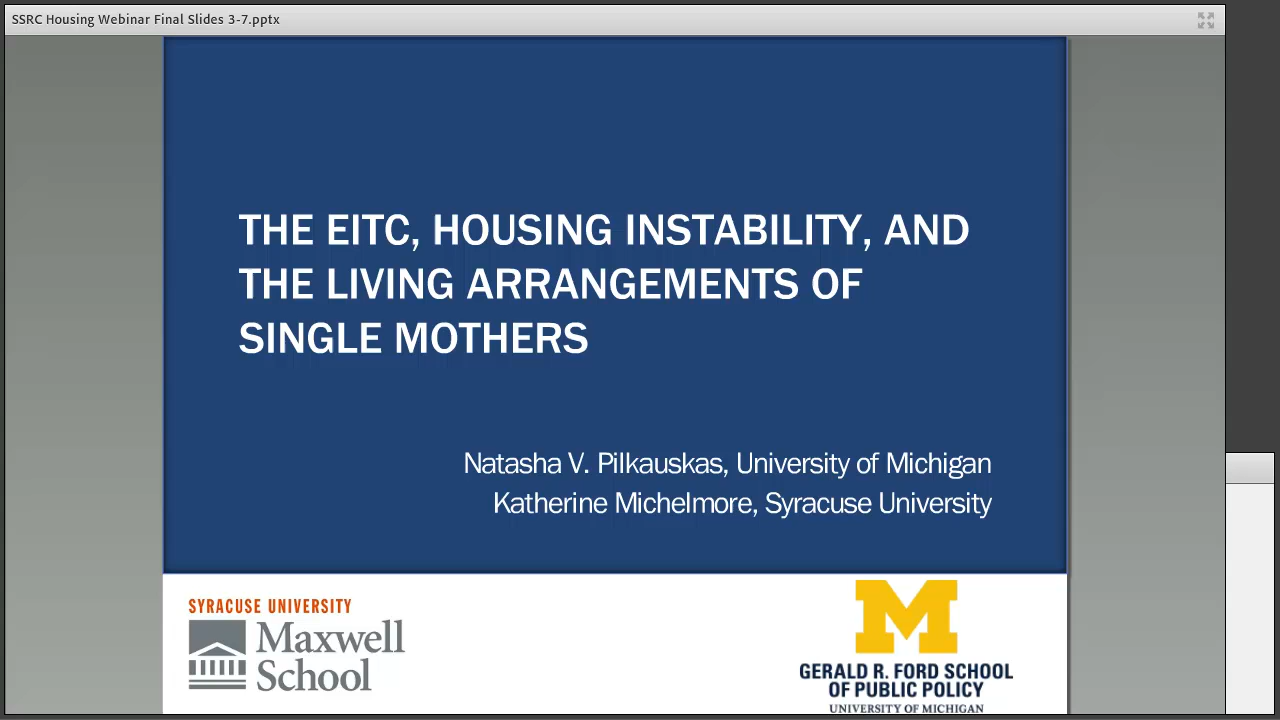 SSRC Housing Webinar Final Slides 3-7.pptx
THE EITC, HOUSING INSTABILITY, AND
THE LIVING ARRANGEMENTS OF
SINGLE MOTHERS
Natasha V. Pilkauskas, University of Michigan
Katherine Michelmore, Syracuse University
SYRACUSE UNIVERSITY
Maxwell
School
M
GERALD R. FORD SCHOOL
OF PUBLIC POLICY
UNIVERSITY OF MICHIGAN